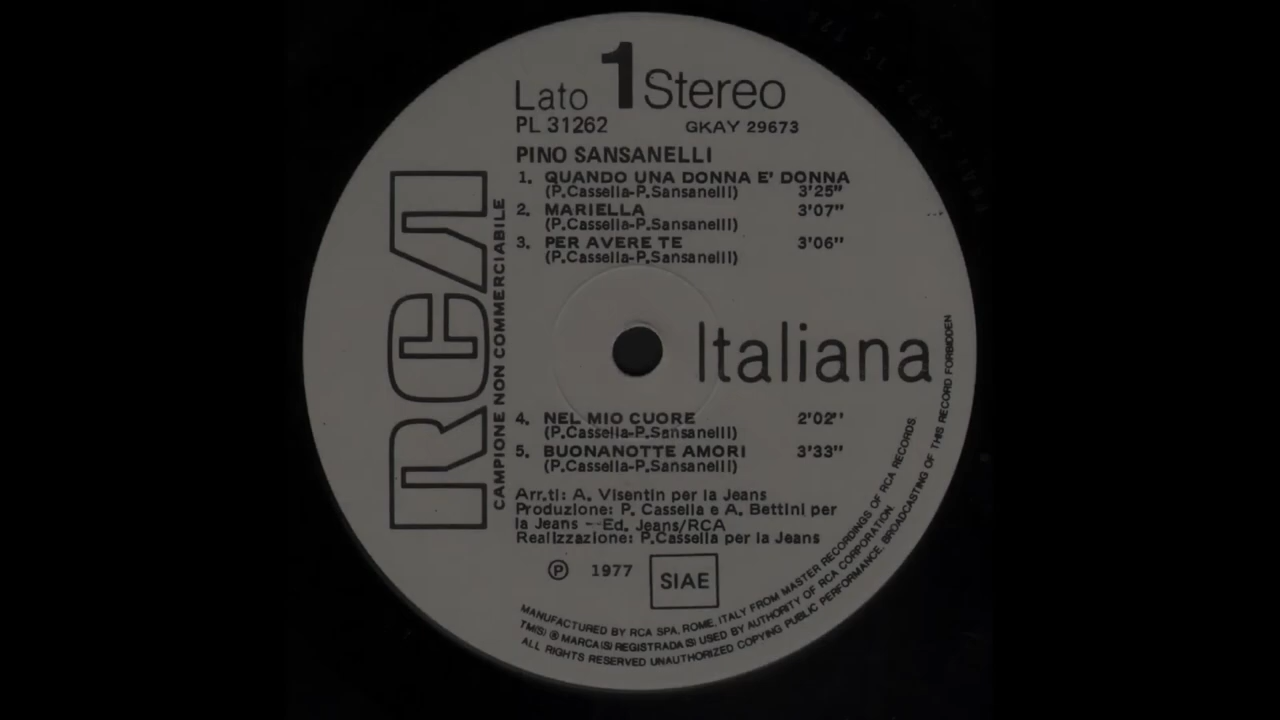 Lato 1 Stereo
PL 31262 GKAY 29673
PINO SANSANELLI
1. QUANDO UNA DONNA E' DONNA
(P.Cassella-P.Sansanelli) 3'25"
2. MARIELLA 3'07"
(P.Cassella-P.Sansanelli)
3. PER AVERE TE 3'06"
(P.Cassella-P.Sansanelli)
RCA
CAMPIONE NON COMMERCIABILE
Italiana
4. NEL MIO CUORE 2'02"
(P.Cassella-P.Sansanelli)
5. BUONANOTTE AMORI 3'33"
(P.Cassella-P.Sansanelli)
Arr.ti: A. Visentin per la Jeans
Produzione: P. Cassella e A. Bettini per
la Jeans - Ed. Jeans/RCA
Realizzazione: P.Cassella per la Jeans
Ⓟ 1977 SIAE
MANUFACTURED BY RCA SPA, ROME, ITALY FROM MASTER RECORDINGS OF RCA RECORDS.
TM(S) ® MARCA(S) REGISTRADA(S) USED BY AUTHORITY OF RCA CORPORATION.
ALL RIGHTS RESERVED UNAUTHORIZED COPYING PUBLIC PERFORMANCE, BROADCASTING OF THIS RECORD FORBIDDEN